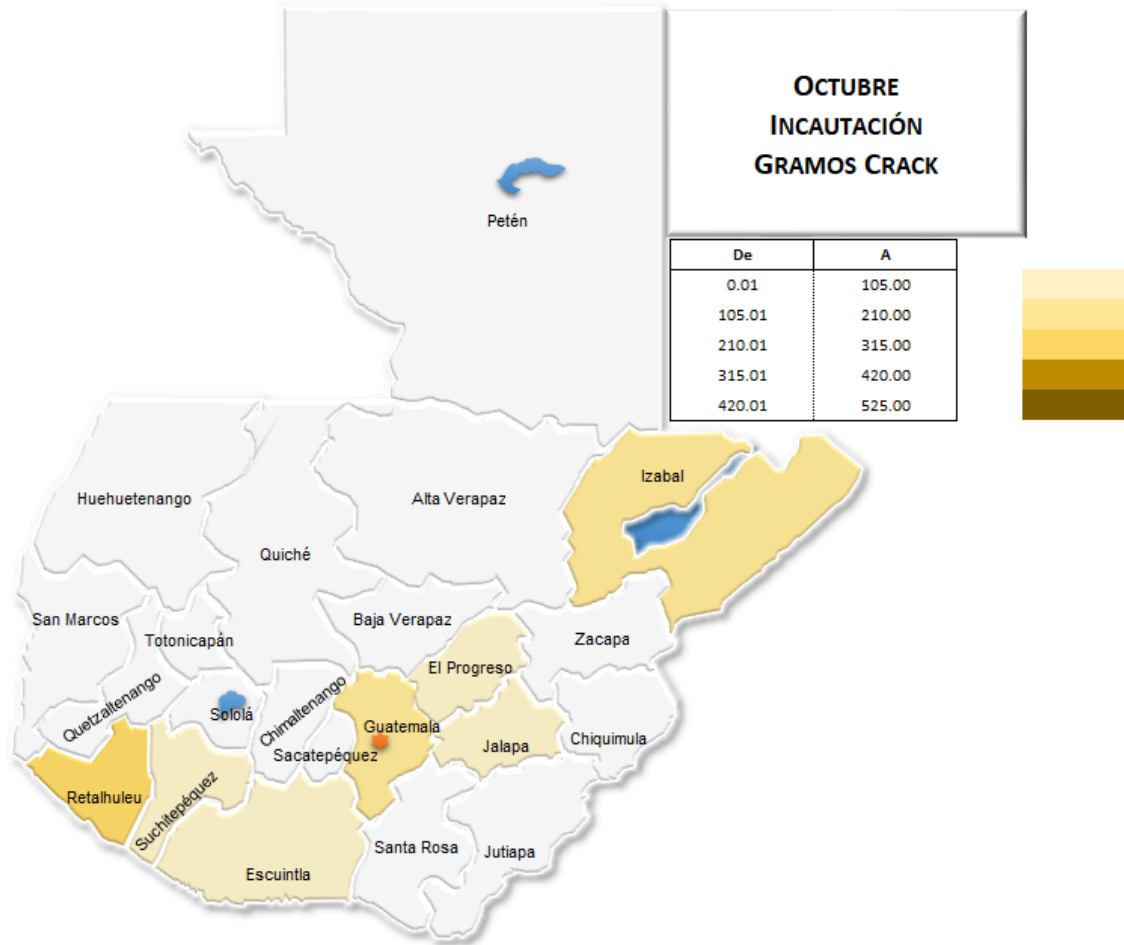 OCTUBRE
INCAUTACIÓN
GRAMOS CRACK
De A
0.01 105.00
105.01 210.00
210.01 315.00
315.01 420.00
420.01 525.00
Petén
Izabal
Huehuetenango
Alta Verapaz
Quiché
San Marcos
Totonicapán
Baja Verapaz
Zacapa
El Progreso
Quetzaltenango
Sololá
Chimaltenango
Guatemala
Sacatepéquez
Jalapa
Chiquimula
Retalhuleu
Suchitepéquez
Santa Rosa
Jutiapa
Escuintla